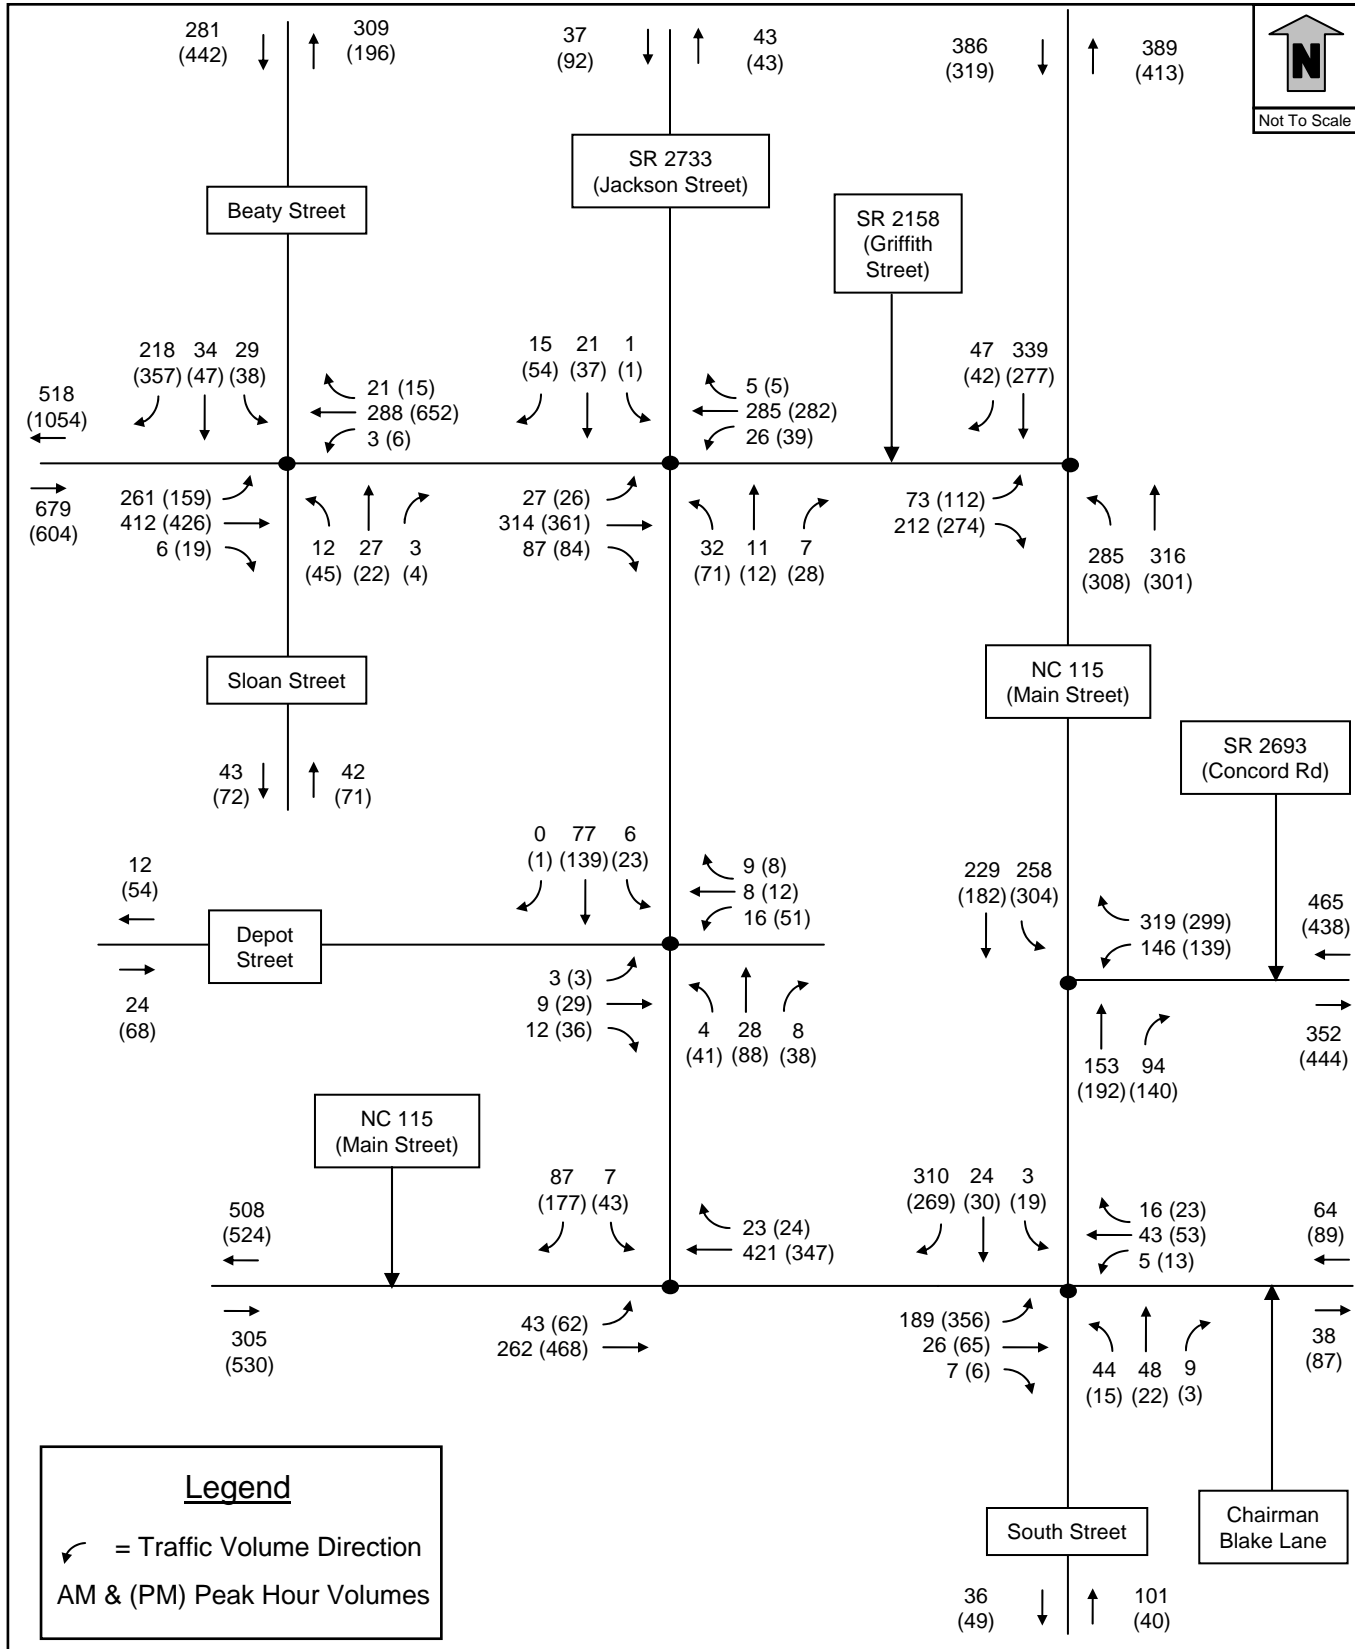 281 309 37 43 386 389
(442) (196) (92) (43) (319) (413)
N
Not To Scale
SR 2733
(Jackson Street)
Beaty Street
SR 2158
(Griffith
Street)
218 34 29
(357) (47) (38)
15 21 1
(54) (37) (1)
47 339
(42) (277)
518
(1054)
21 (15)
288 (652)
3 (6)
5 (5)
285 (282)
26 (39)
679
(604)
261 (159)
412 (426)
6 (19)
12 27 3
(45) (22) (4)
27 (26)
314 (361)
87 (84)
32 11 7
(71) (12) (28)
73 (112)
212 (274)
285 316
(308) (301)
Sloan Street
NC 115
(Main Street)
SR 2693
(Concord Rd)
43 42
(72) (71)
0 77 6
(1) (139) (23)
12
(54)
9 (8)
8 (12)
16 (51)
229 258
(182) (304)
319 (299)
146 (139)
465
(438)
Depot
Street
24
(68)
3 (3)
9 (29)
12 (36)
4 28 8
(41) (88) (38)
153 94
(192) (140)
352
(444)
NC 115
(Main Street)
87 7
(177) (43)
310 24 3
(269) (30) (19)
508
(524)
23 (24)
421 (347)
16 (23)
43 (53)
5 (13)
64
(89)
305
(530)
43 (62)
262 (468)
189 (356)
26 (65)
7 (6)
44 48 9
(15) (22) (3)
38
(87)
Legend
= Traffic Volume Direction
AM & (PM) Peak Hour Volumes
South Street
Chairman
Blake Lane
36 101
(49) (40)